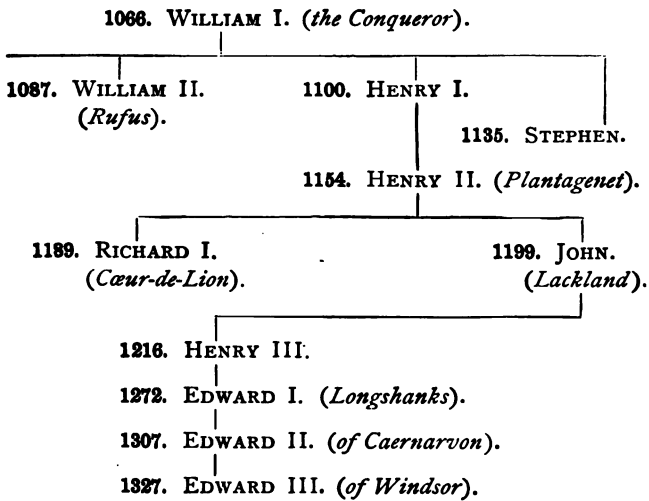 1066. WILLIAM I. (the Conqueror).
1087. WILLIAM II. 1100. HENRY I.
(Rufus).
1135. STEPHEN.
1154. HENRY II. (Plantagenet).
1189. RICHARD I. 1199. JOHN.
(Cœur-de-Lion). (Lackland).
1216. HENRY III.
1272. EDWARD I. (Longshanks).
1307. EDWARD II. (of Caernarvon).
1327. EDWARD III. (of Windsor).